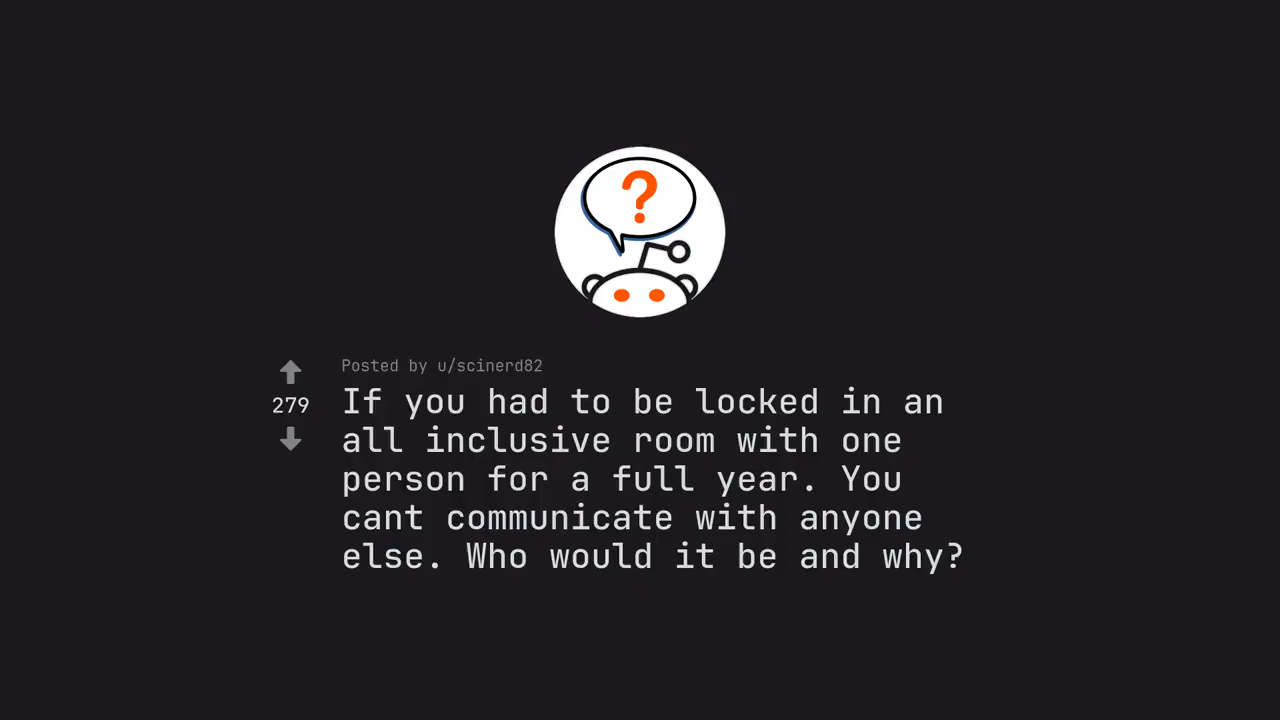 ?
Posted by u/scinerd82
279
If you had to be locked in an
all inclusive room with one
person for a full year. You
cant communicate with anyone
else. Who would it be and why?